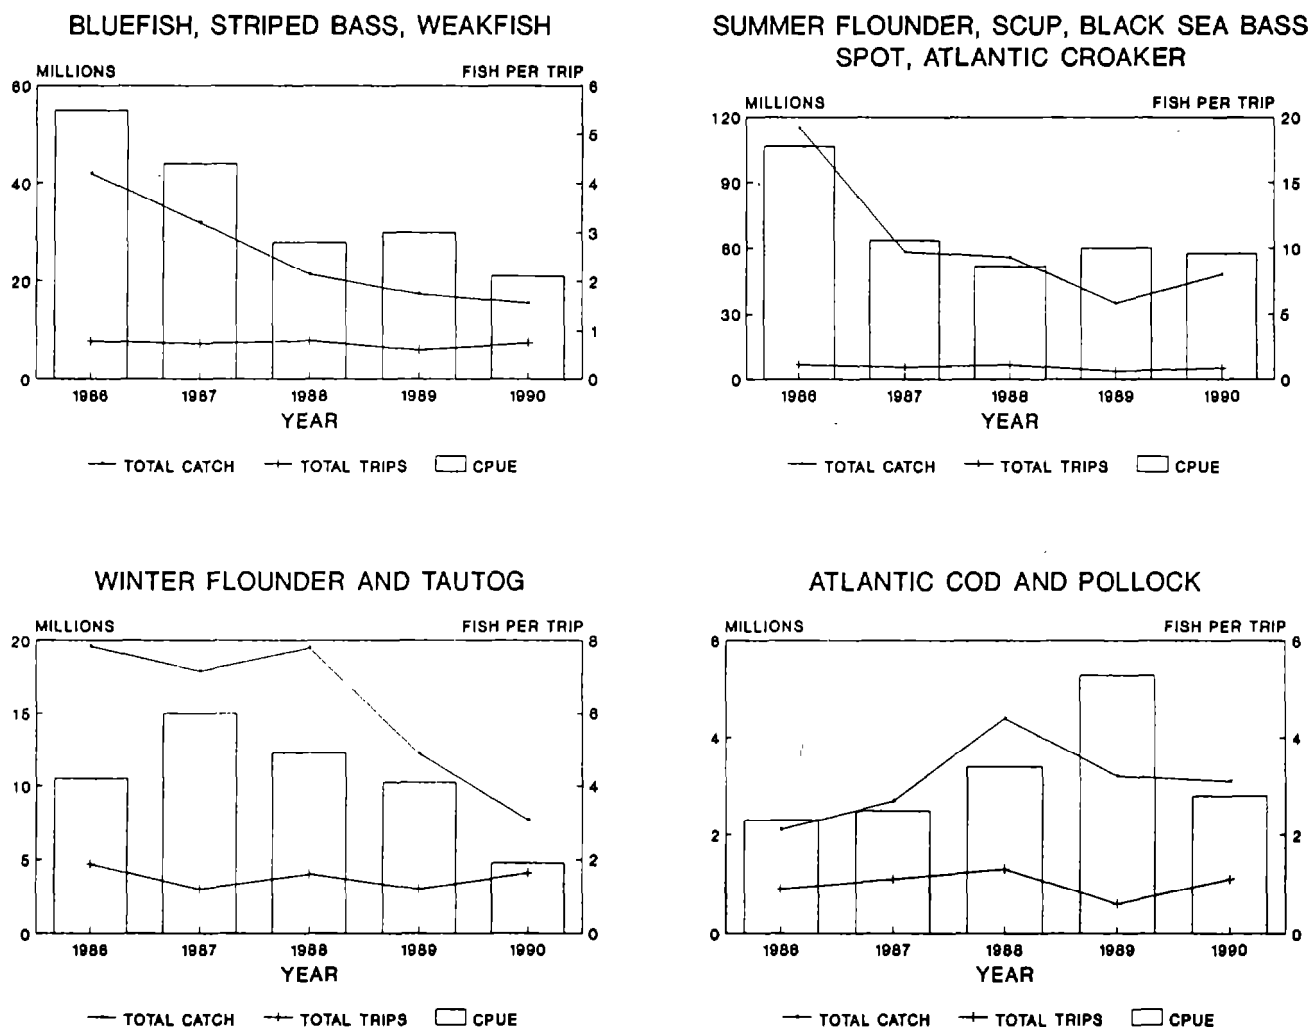 BLUEFISH, STRIPED BASS, WEAKFISH
MILLIONS FISH PER TRIP
60 6
5
40 4
3
20 2
1
0 0
1986 1987 1988 1989 1990
YEAR
TOTAL CATCH TOTAL TRIPS CPUE
SUMMER FLOUNDER, SCUP, BLACK SEA BASS
SPOT, ATLANTIC CROAKER
MILLIONS FISH PER TRIP
120 20
90 15
60 10
30 5
0 0
1986 1987 1988 1989 1990
YEAR
TOTAL CATCH TOTAL TRIPS CPUE
WINTER FLOUNDER AND TAUTOG
MILLIONS FISH PER TRIP
20 8
15 6
10 4
5 2
0 0
1986 1987 1988 1989 1990
YEAR
TOTAL CATCH TOTAL TRIPS CPUE
ATLANTIC COD AND POLLOCK
MILLIONS FISH PER TRIP
6 6
4 4
2 2
0 0
1986 1987 1988 1989 1990
YEAR
TOTAL CATCH TOTAL TRIPS CPUE